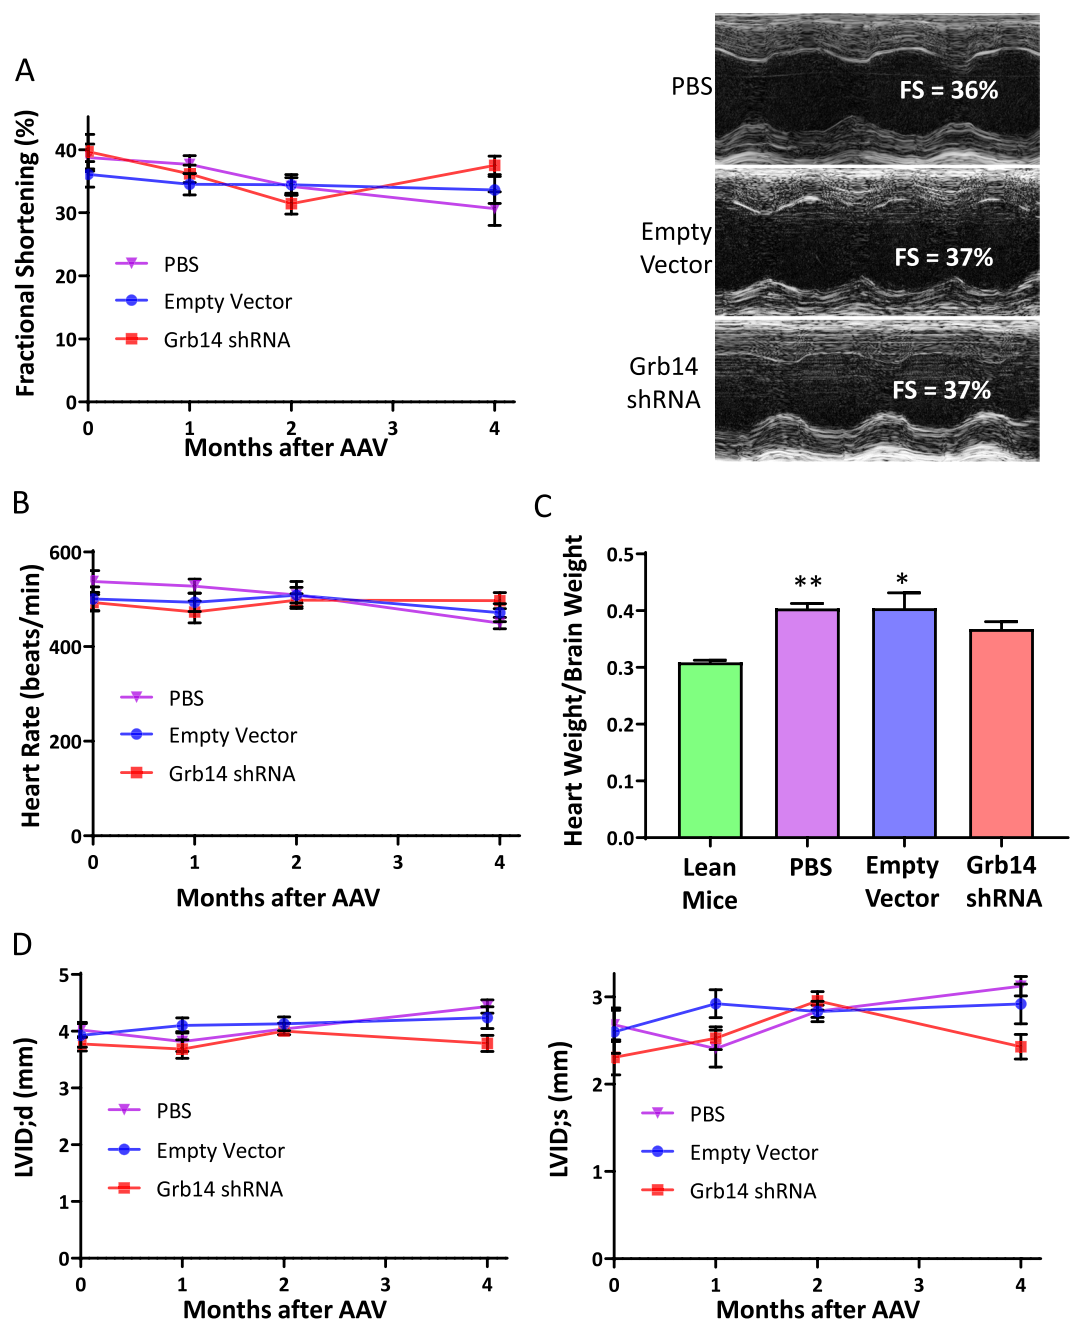 A
Fractional Shortening (%)
40
30
20
10
0
PBS
Empty Vector
Grb14 shRNA
0 1 2 3 4
Months after AAV
PBS
FS = 36%
Empty
Vector
FS = 37%
Grb14
shRNA
FS = 37%
B
Heart Rate (beats/min)
600
400
200
0
PBS
Empty Vector
Grb14 shRNA
0 1 2 3 4
Months after AAV
C
Heart Weight/Brain Weight
0.5
0.4
0.3
0.2
0.1
0.0
** *
Lean
Mice
PBS
Empty
Vector
Grb14
shRNA
D
LVID;d (mm)
5
4
3
2
1
0
PBS
Empty Vector
Grb14 shRNA
0 1 2 3 4
Months after AAV
LVID;s (mm)
3
2
1
0
PBS
Empty Vector
Grb14 shRNA
0 1 2 3 4
Months after AAV